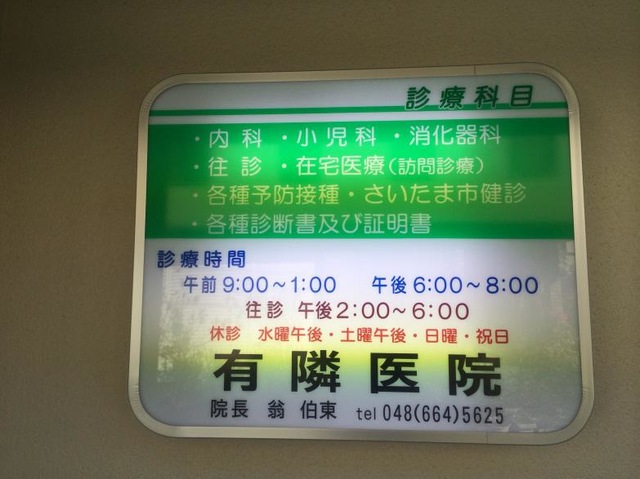 診療科目
・内科・小児科・消化器科
・往診・在宅医療(訪問診療)
・各種予防接種・さいたま市健診
・各種診断書及び証明書
診療時間
午前9:00～1:00　午後6:00～8:00
往診 午後2:00～6:00
休診 水曜午後・土曜午後・日曜・祝日
有隣医院
院長 翁 伯東 tel 048(664)5625